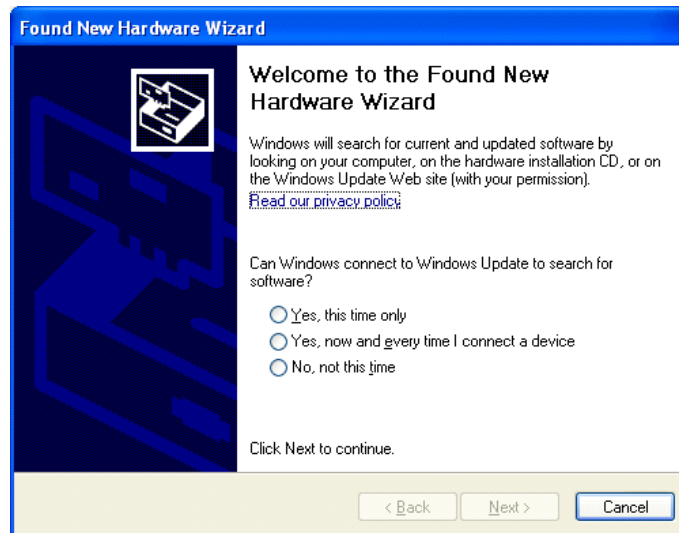 Found New Hardware Wizard
Welcome to the Found New
Hardware Wizard
Windows will search for current and updated software by
looking on your computer, on the hardware installation CD, or on
the Windows Update Web site (with your permission).
Read our privacy policy
Can Windows connect to Windows Update to search for
software?
Yes, this time only
Yes, now and every time I connect a device
No, not this time
Click Next to continue.
< Back Next > Cancel